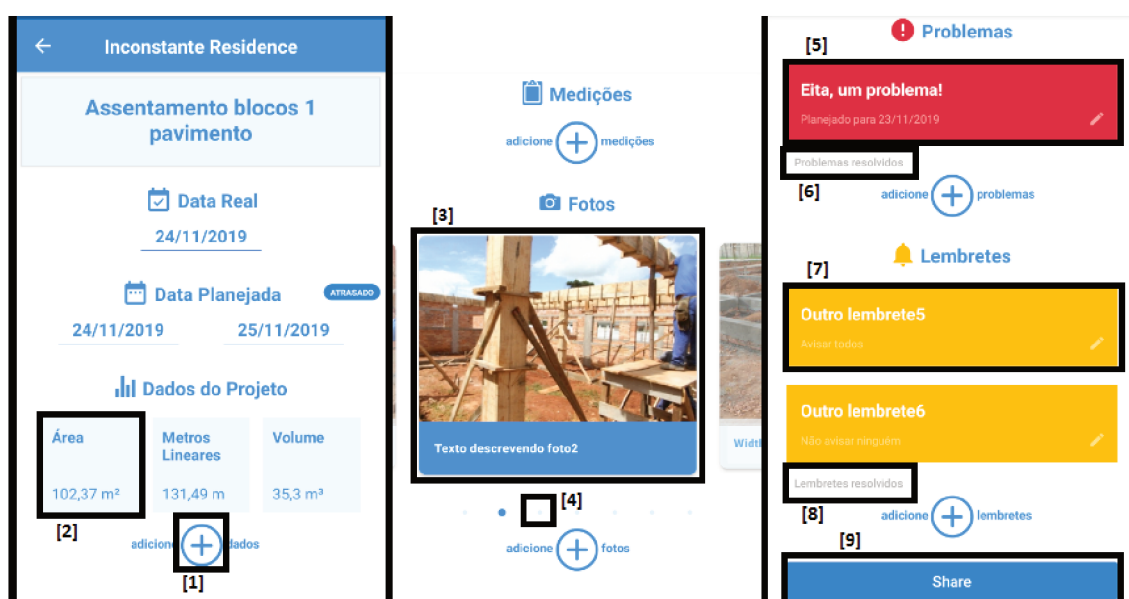 Inconstante Residence
Assentamento blocos 1
pavimento
Data Real
24/11/2019
Data Planejada
ATRASADO
24/11/2019
25/11/2019
Dados do Projeto
Área
102,37 m²
Metros
Lineares
131,49 m
Volume
35,3 m³
[2]
adicione dados
[1]
Medições
adicione medições
Fotos
[3]
Texto descrevendo foto2
[4]
adicione fotos
Problemas
[5]
Eita, um problema!
Planejado para 23/11/2019
Problemas resolvidos
[6]
adicione problemas
Lembretes
[7]
Outro lembrete5
Avisar todos
Outro lembrete6
Não avisar ninguém
Lembretes resolvidos
[8]
adicione lembretes
[9]
Share